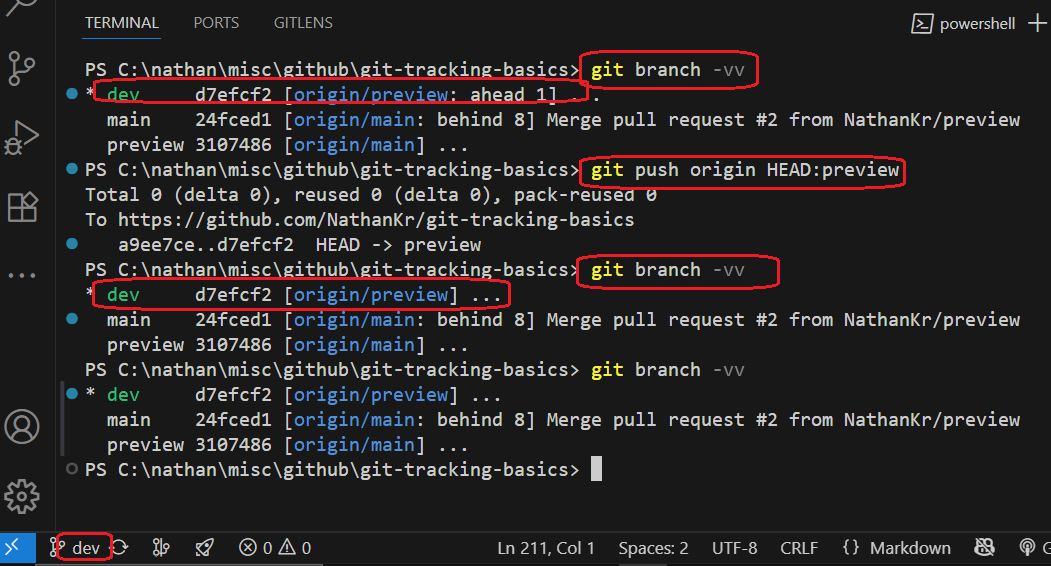 TERMINAL PORTS GITLENS powershell
PS C:\nathan\misc\github\git-tracking-basics> git branch -vv
* dev     d7efcf2 [origin/preview: ahead 1] ...
main    24fced1 [origin/main: behind 8] Merge pull request #2 from NathanKr/preview
preview 3107486 [origin/main] ...
PS C:\nathan\misc\github\git-tracking-basics> git push origin HEAD:preview
Total 0 (delta 0), reused 0 (delta 0), pack-reused 0
To https://github.com/NathanKr/git-tracking-basics
a9ee7ce..d7efcf2  HEAD -> preview
PS C:\nathan\misc\github\git-tracking-basics> git branch -vv
* dev     d7efcf2 [origin/preview] ...
main    24fced1 [origin/main: behind 8] Merge pull request #2 from NathanKr/preview
preview 3107486 [origin/main] ...
PS C:\nathan\misc\github\git-tracking-basics> git branch -vv
* dev     d7efcf2 [origin/preview] ...
main    24fced1 [origin/main: behind 8] Merge pull request #2 from NathanKr/preview
preview 3107486 [origin/main] ...
PS C:\nathan\misc\github\git-tracking-basics>
dev 0 0 Ln 211, Col 1 Spaces: 2 UTF-8 CRLF {} Markdown G